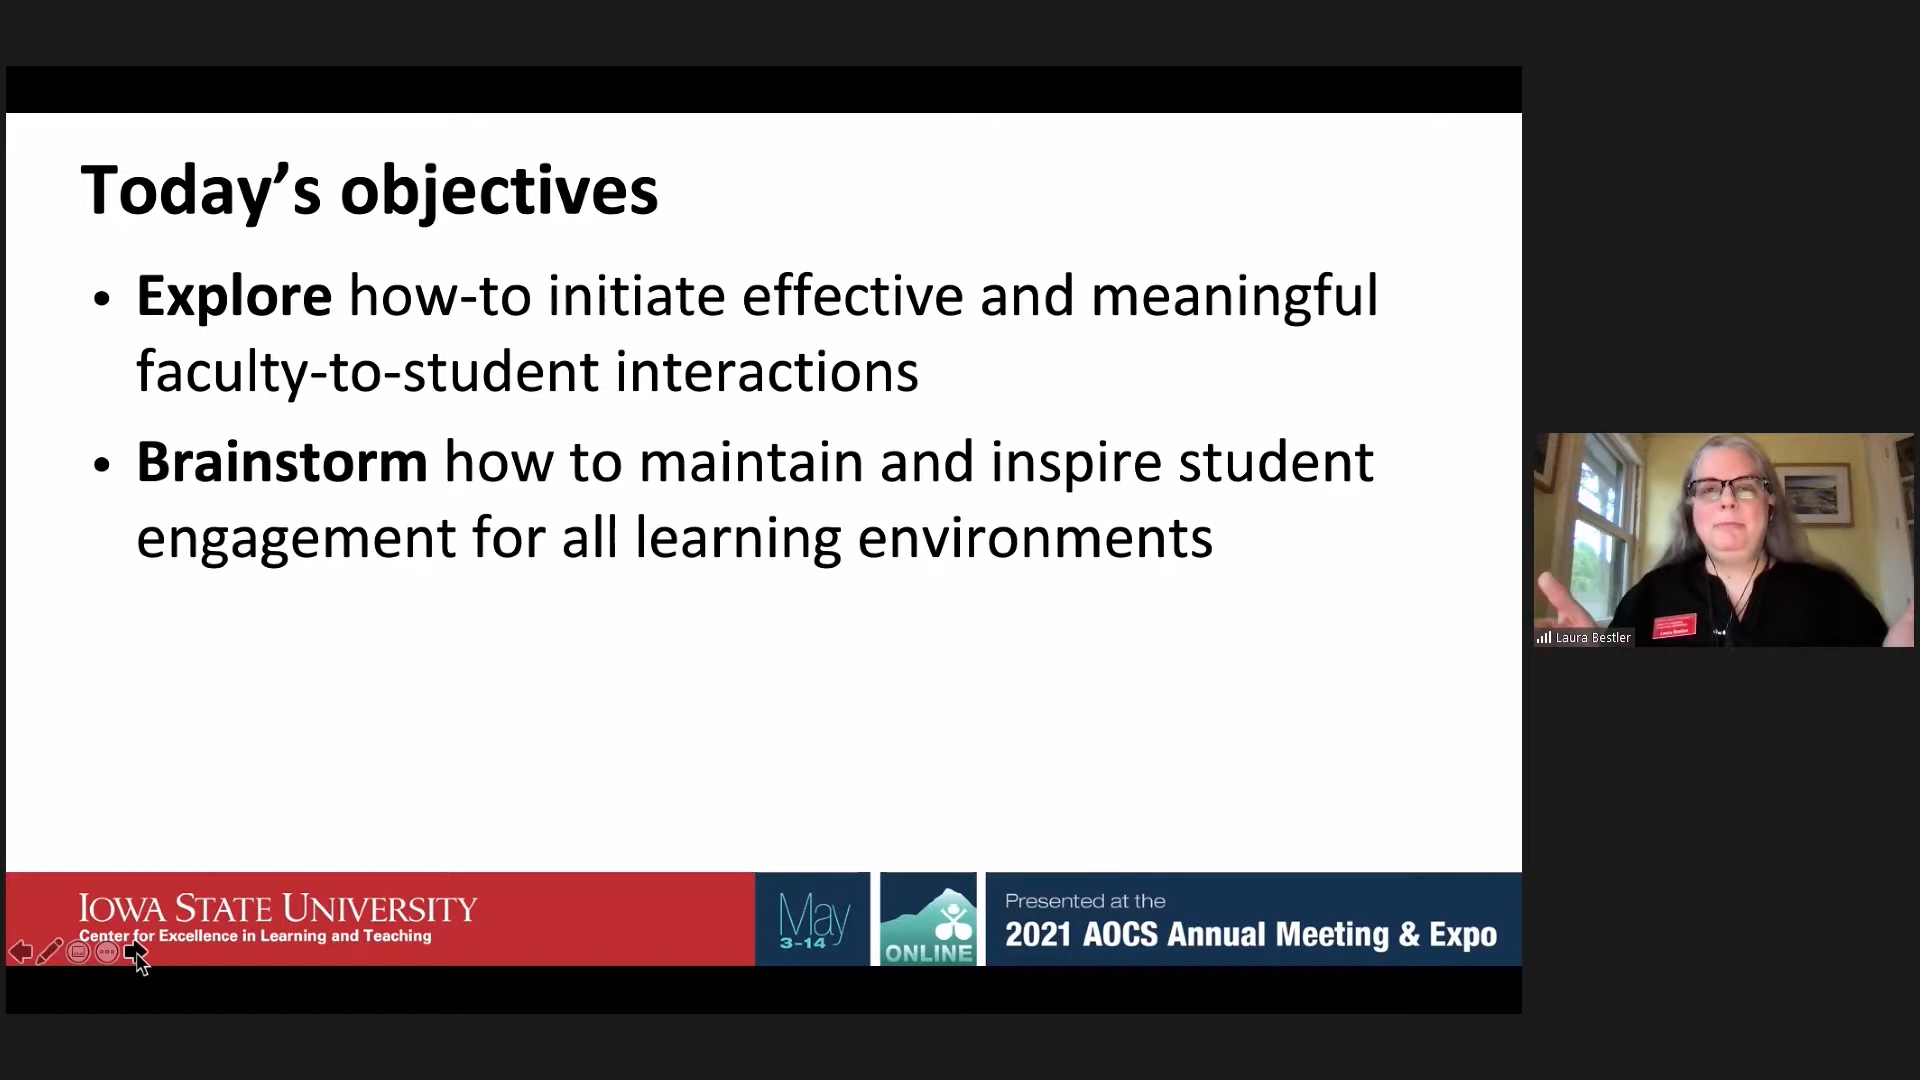 Today’s objectives
• Explore how-to initiate effective and meaningful
faculty-to-student interactions
• Brainstorm how to maintain and inspire student
engagement for all learning environments
IOWA STATE UNIVERSITY
Center for Excellence in Learning and Teaching
May
3-14
ONLINE
Presented at the
2021 AOCS Annual Meeting & Expo
Laura Bestler